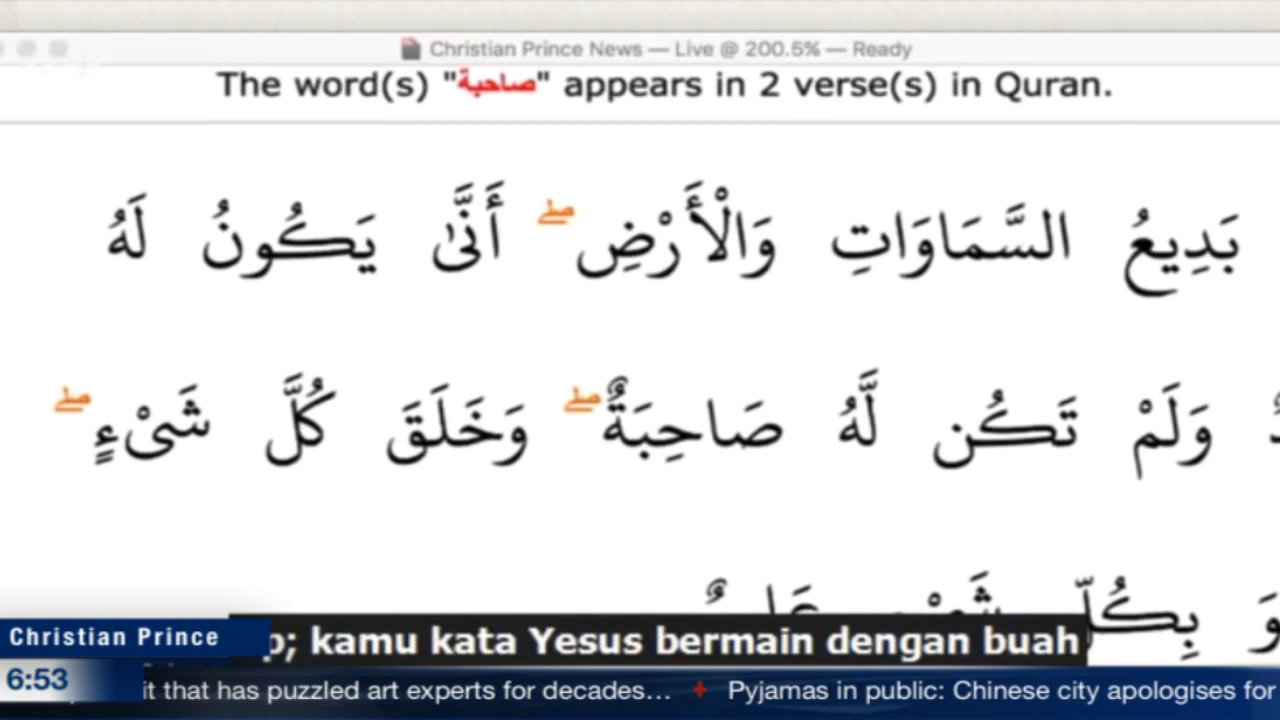 Christian Prince News — Live @ 200.5% — Ready
The word(s) "صاحبة" appears in 2 verse(s) in Quran.
بَدِيعُ السَّمَاوَاتِ وَالْأَرْضِ ۖ أَنَّىٰ يَكُونُ لَهُ
وَلَمْ تَكُن لَّهُ صَاحِبَةٌ ۖ وَخَلَقَ كُلَّ شَيْءٍ ۖ
بِكُلِّ شَيْءٍ
Christian Prince
p; kamu kata Yesus bermain dengan buah
6:53
it that has puzzled art experts for decades... + Pyjamas in public: Chinese city apologises for